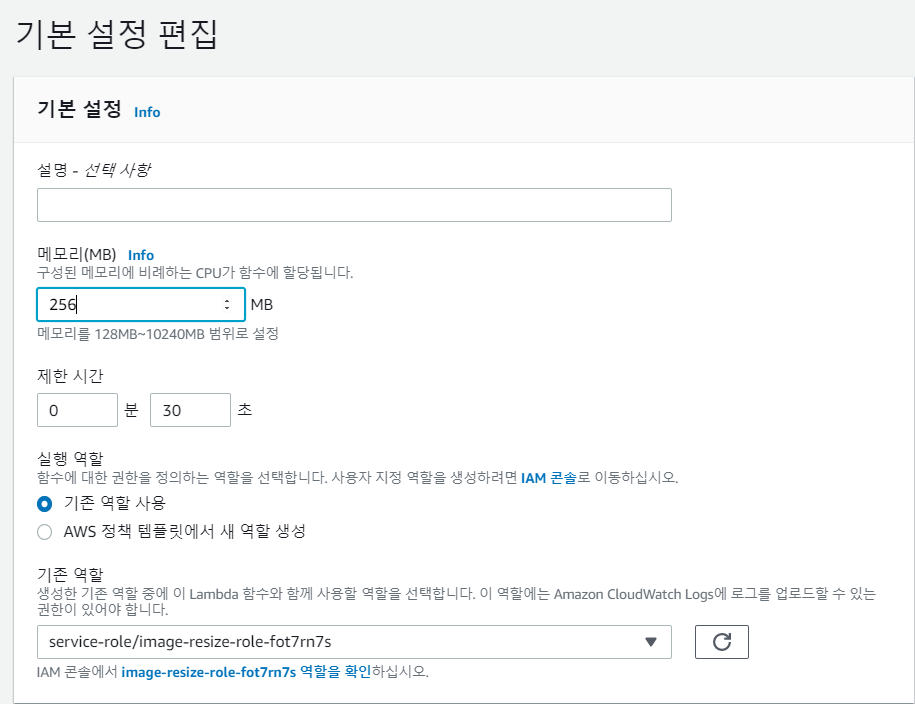 기본 설정 편집
기본 설정 Info
설명 - 선택 사항
메모리(MB) Info
구성된 메모리에 비례하는 CPU가 함수에 할당됩니다.
256 MB
메모리를 128MB~10240MB 범위로 설정
제한 시간
0 분 30 초
실행 역할
함수에 대한 권한을 정의하는 역할을 선택합니다. 사용자 지정 역할을 생성하려면 IAM 콘솔로 이동하십시오.
기존 역할 사용
AWS 정책 템플릿에서 새 역할 생성
기존 역할
생성한 기존 역할 중에 이 Lambda 함수와 함께 사용할 역할을 선택합니다. 이 역할에는 Amazon CloudWatch Logs에 로그를 업로드할 수 있는
권한이 있어야 합니다.
service-role/image-resize-role-fot7rn7s
IAM 콘솔에서 image-resize-role-fot7rn7s 역할을 확인하십시오.